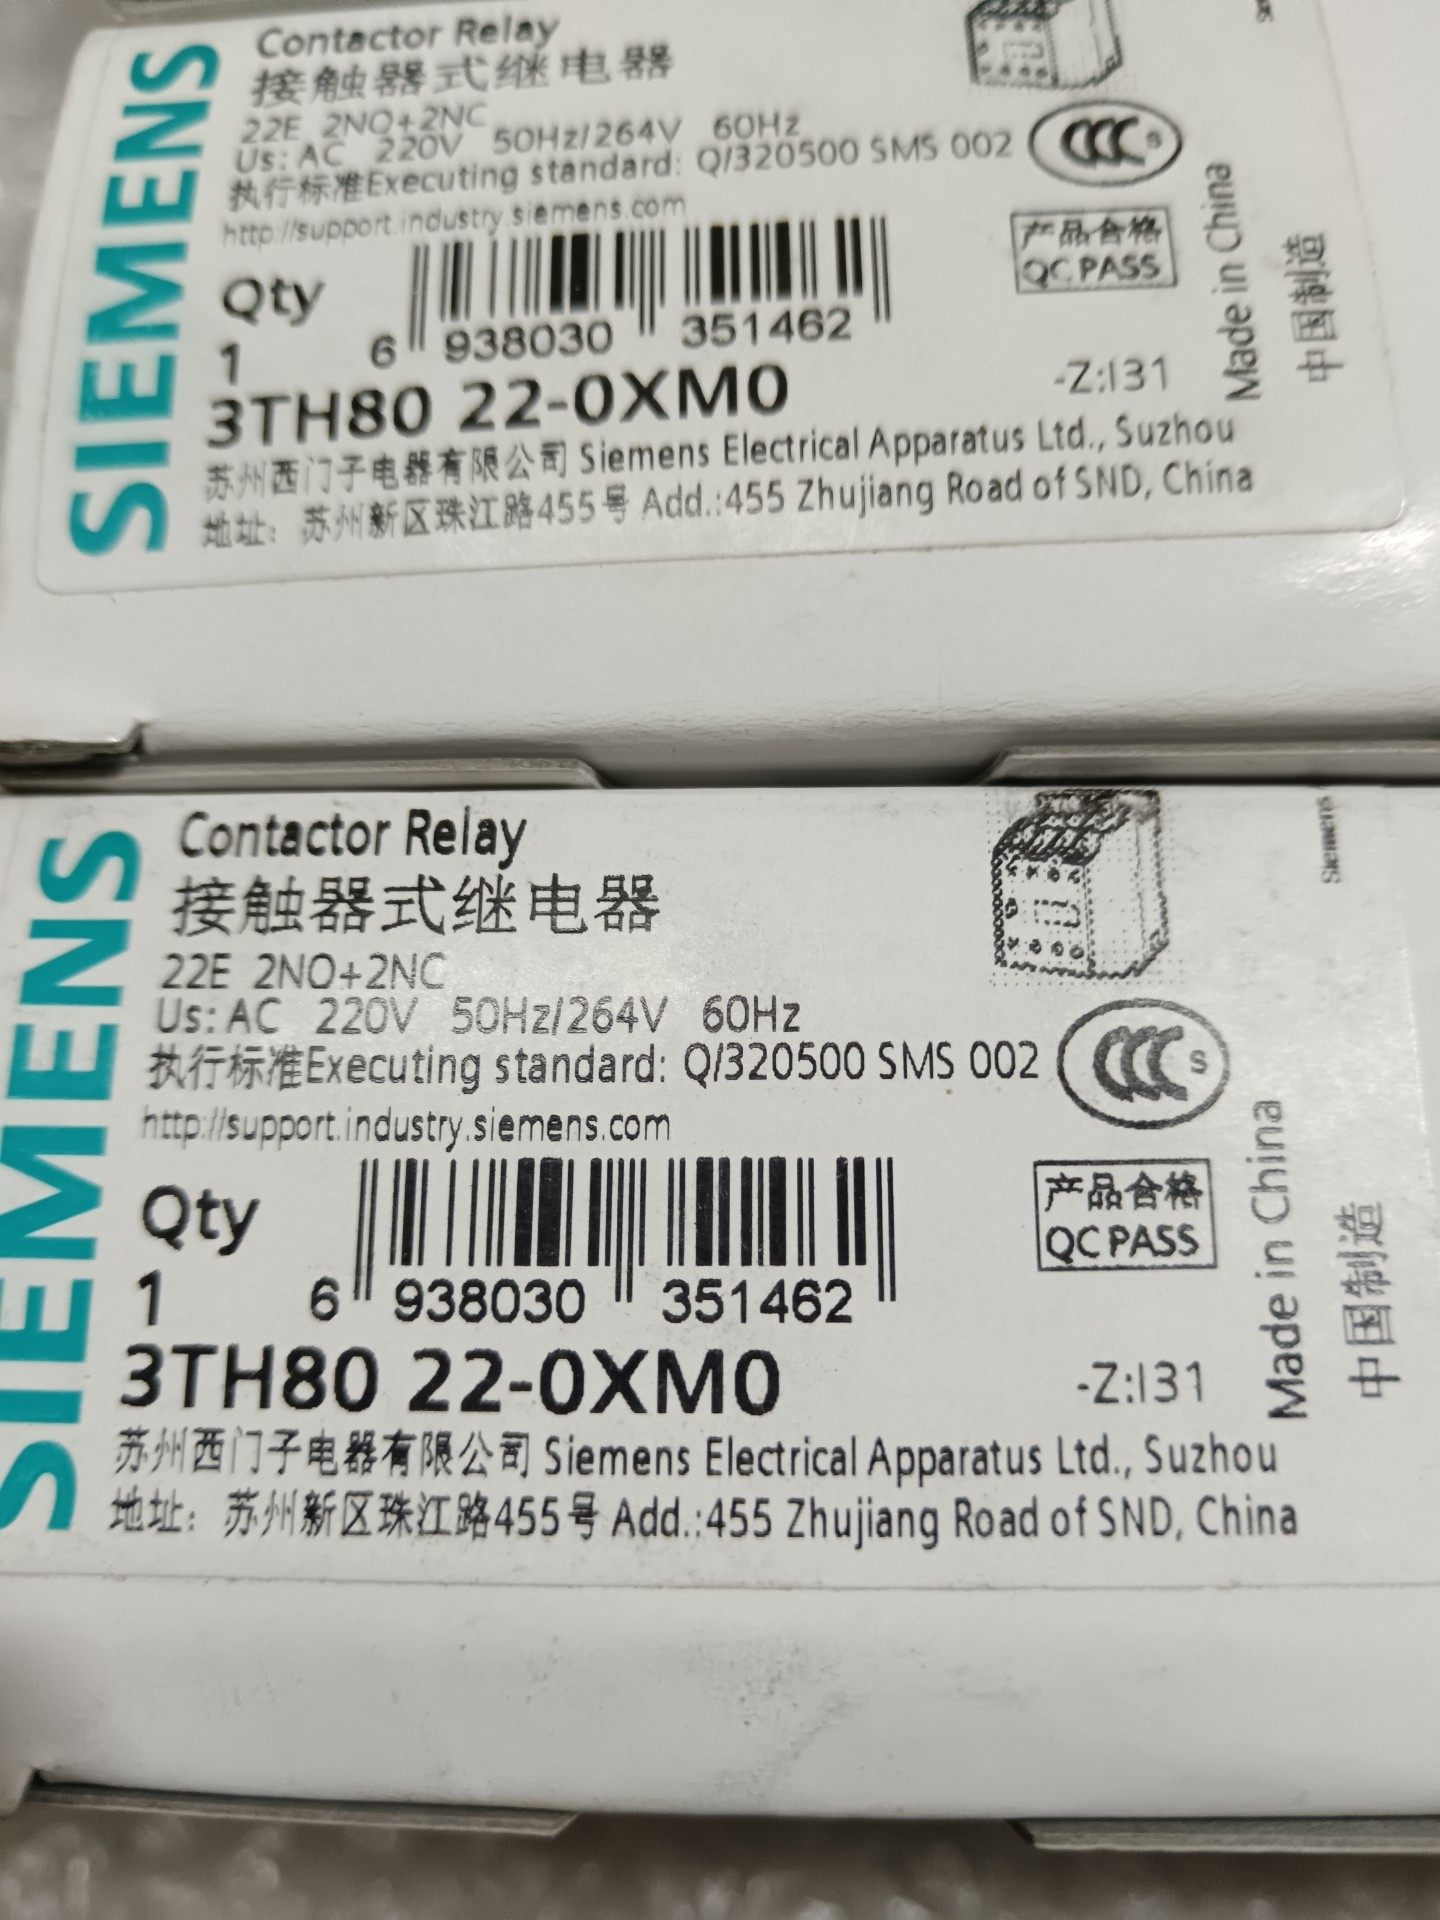 SIEMENS
Contactor Relay
接触器式继电器
22E 2NO+2NC
Us: AC 220V 50Hz/264V 60Hz
执行标准Executing standard: Q/320500 SMS 002
CCC S
http://support.industry.siemens.com
Qty
1
6 938030 351462
产品合格
QC PASS
Made in China
中国制造
3TH80 22-0XM0
-Z:I31
苏州西门子电器有限公司 Siemens Electrical Apparatus Ltd., Suzhou
地址：苏州新区珠江路455号 Add.:455 Zhujiang Road of SND, China
SIEMENS
Contactor Relay
接触器式继电器
Siemens
22E 2NO+2NC
Us: AC 220V 50Hz/264V 60Hz
执行标准Executing standard: Q/320500 SMS 002
CCC S
http://support.industry.siemens.com
Qty
1
6 938030 351462
产品合格
QC PASS
Made in China
中国制造
3TH80 22-0XM0
-Z:I31
苏州西门子电器有限公司 Siemens Electrical Apparatus Ltd., Suzhou
地址：苏州新区珠江路455号 Add.:455 Zhujiang Road of SND, China